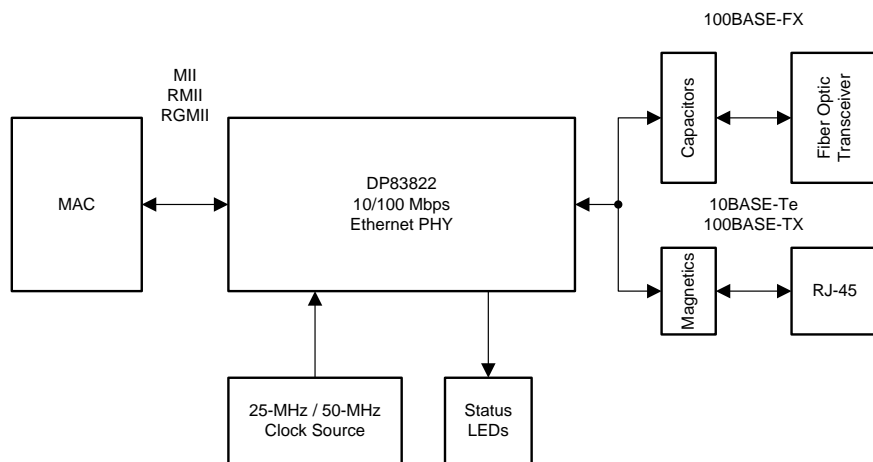 100BASE-FX
MII
RMII
RGMII
Capacitors
Fiber Optic
Transceiver
MAC
DP83822
10/100 Mbps
Ethernet PHY
10BASE-Te
100BASE-TX
Magnetics
RJ-45
25-MHz / 50-MHz
Clock Source
Status
LEDs